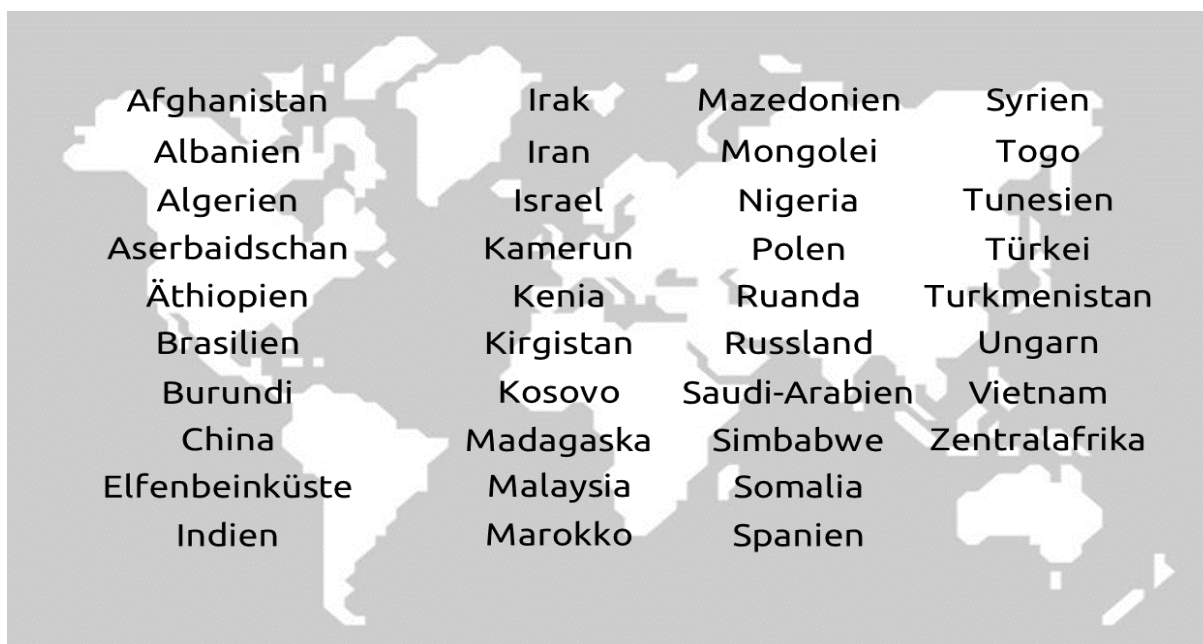 Afghanistan
Albanien
Algerien
Aserbaidschan
Äthiopien
Brasilien
Burundi
China
Elfenbeinküste
Indien
Irak
Iran
Israel
Kamerun
Kenia
Kirgistan
Kosovo
Madagaska
Malaysia
Marokko
Mazedonien
Mongolei
Nigeria
Polen
Ruanda
Russland
Saudi-Arabien
Simbabwe
Somalia
Spanien
Syrien
Togo
Tunesien
Türkei
Turkmenistan
Ungarn
Vietnam
Zentralafrika